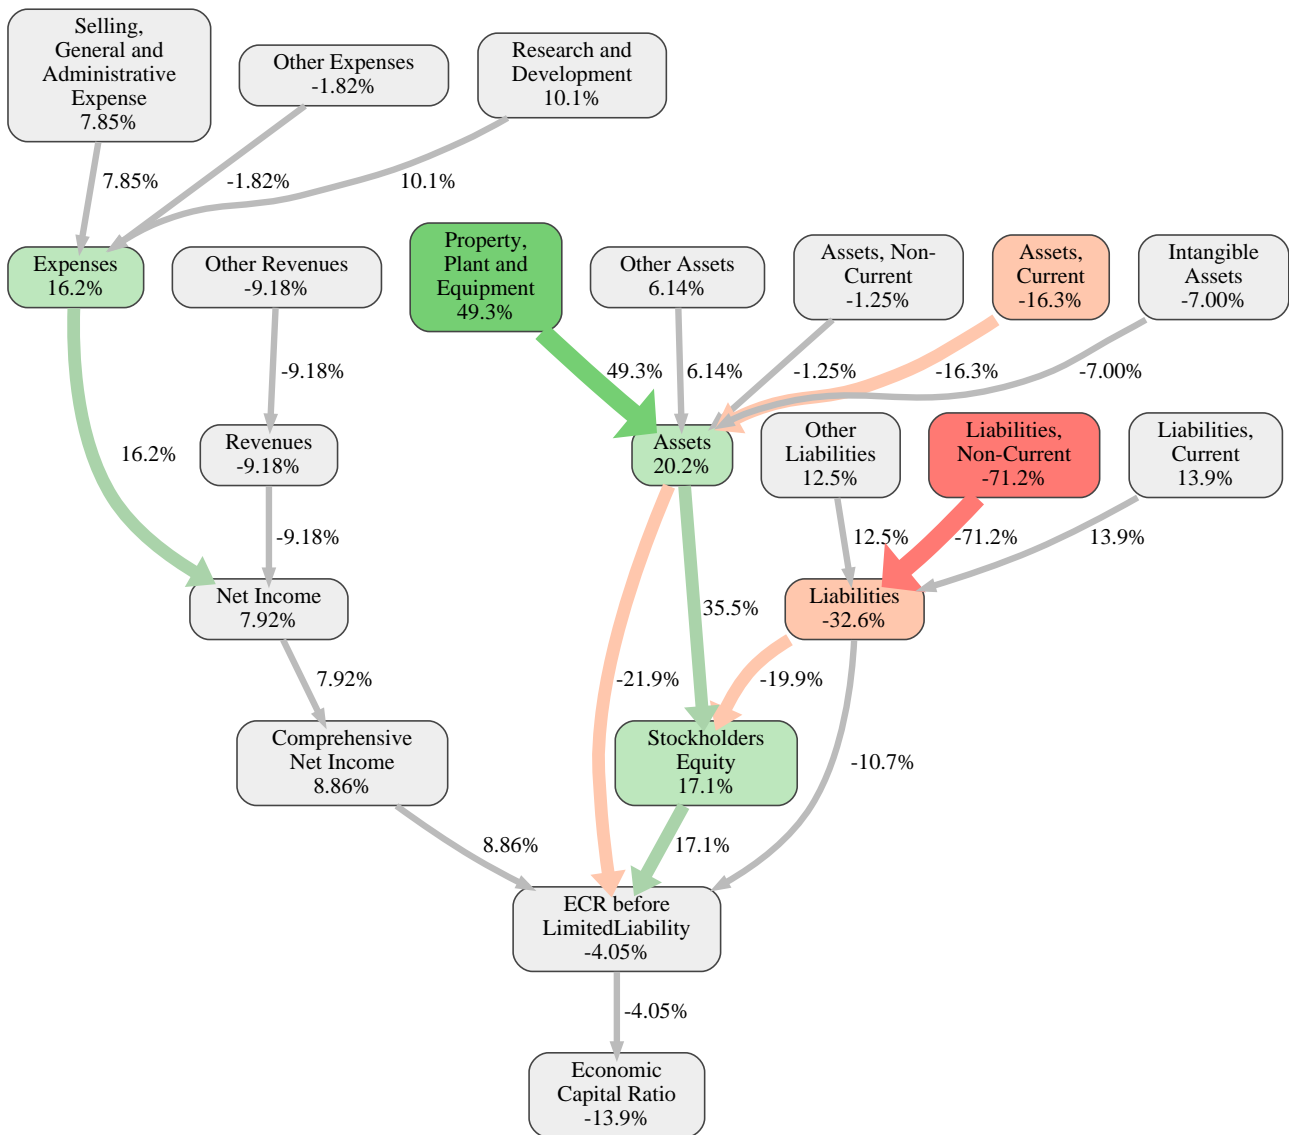 Selling,
General and
Administrative
Expense
7.85%
Other Expenses
-1.82%
Research and
Development
10.1%
7.85%
-1.82%
10.1%
Expenses
16.2%
Other Revenues
-9.18%
Property,
Plant and
Equipment
49.3%
Other Assets
6.14%
Assets, Non-
Current
-1.25%
Assets,
Current
-16.3%
Intangible
Assets
-7.00%
-9.18%
49.3%
6.14%
-1.25%
-16.3%
-7.00%
16.2%
Revenues
-9.18%
Assets
20.2%
Other
Liabilities
12.5%
Liabilities,
Non-Current
-71.2%
Liabilities,
Current
13.9%
-9.18%
12.5%
-71.2%
13.9%
Net Income
7.92%
35.5%
Liabilities
-32.6%
7.92%
-21.9%
-19.9%
Comprehensive
Net Income
8.86%
Stockholders
Equity
17.1%
-10.7%
8.86%
17.1%
ECR before
LimitedLiability
-4.05%
-4.05%
Economic
Capital Ratio
-13.9%